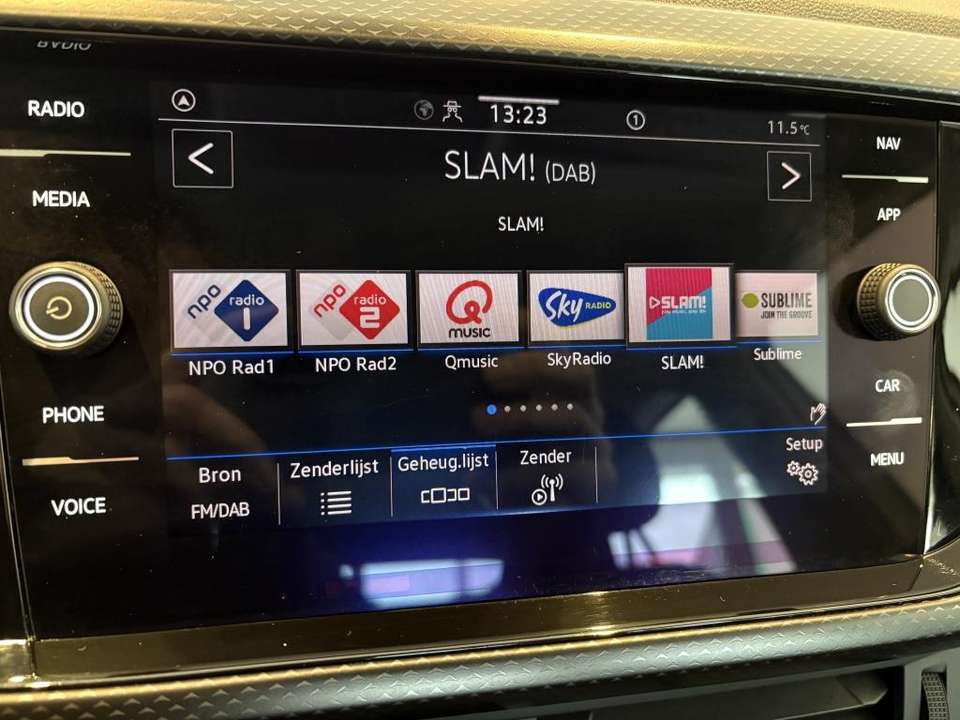 RADIO
RADIO
MEDIA
PHONE
VOICE
13:23
1
11.5°C
SLAM! (DAB)
SLAM!
npo radio 1
npo radio 2
Q MUSIC
Sky RADIO
SLAM!
SUBLIME
JOIN THE GROOVE
NPO Rad1
NPO Rad2
Qmusic
SkyRadio
SLAM!
Sublime
Bron
FM/DAB
Zenderlijst
Geheug.lijst
Zender
Setup
NAV
APP
CAR
MENU